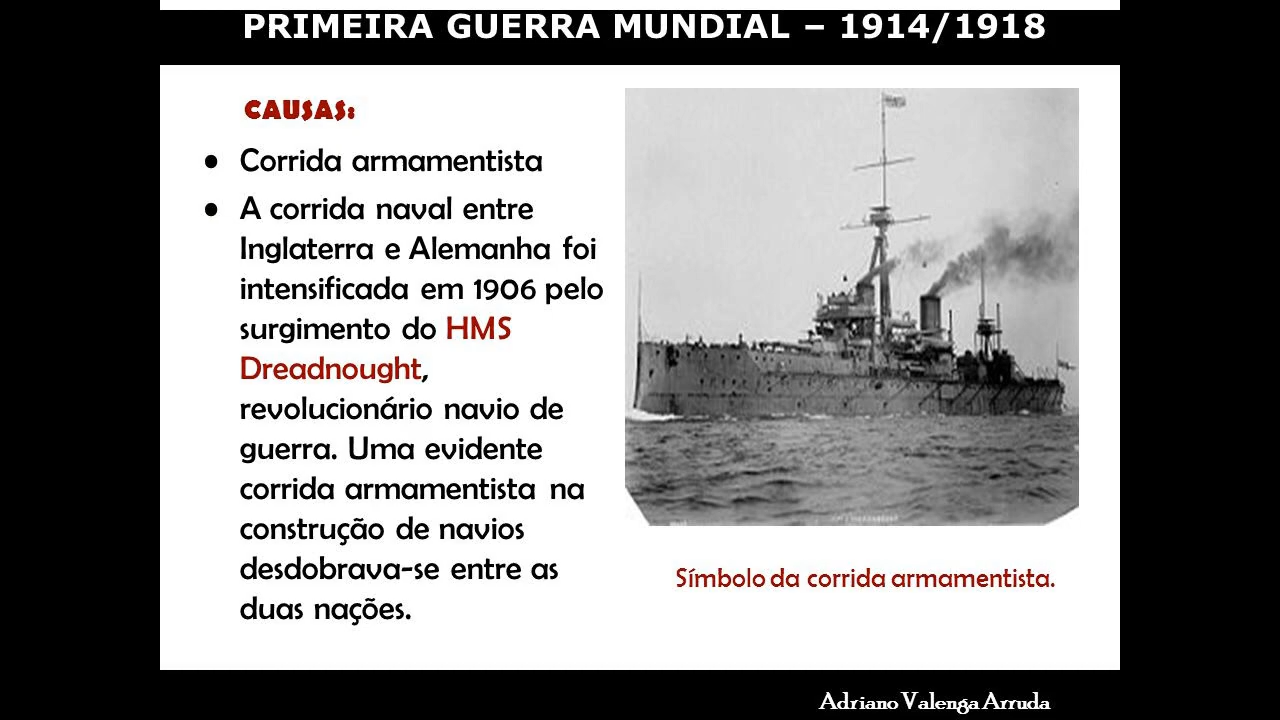 PRIMEIRA GUERRA MUNDIAL – 1914/1918
CAUSAS:
• Corrida armamentista
• A corrida naval entre
Inglaterra e Alemanha foi
intensificada em 1906 pelo
surgimento do HMS
Dreadnought,
revolucionário navio de
guerra. Uma evidente
corrida armamentista na
construção de navios
desdobrava-se entre as
duas nações.
Símbolo da corrida armamentista.
Adriano Valenga Arruda